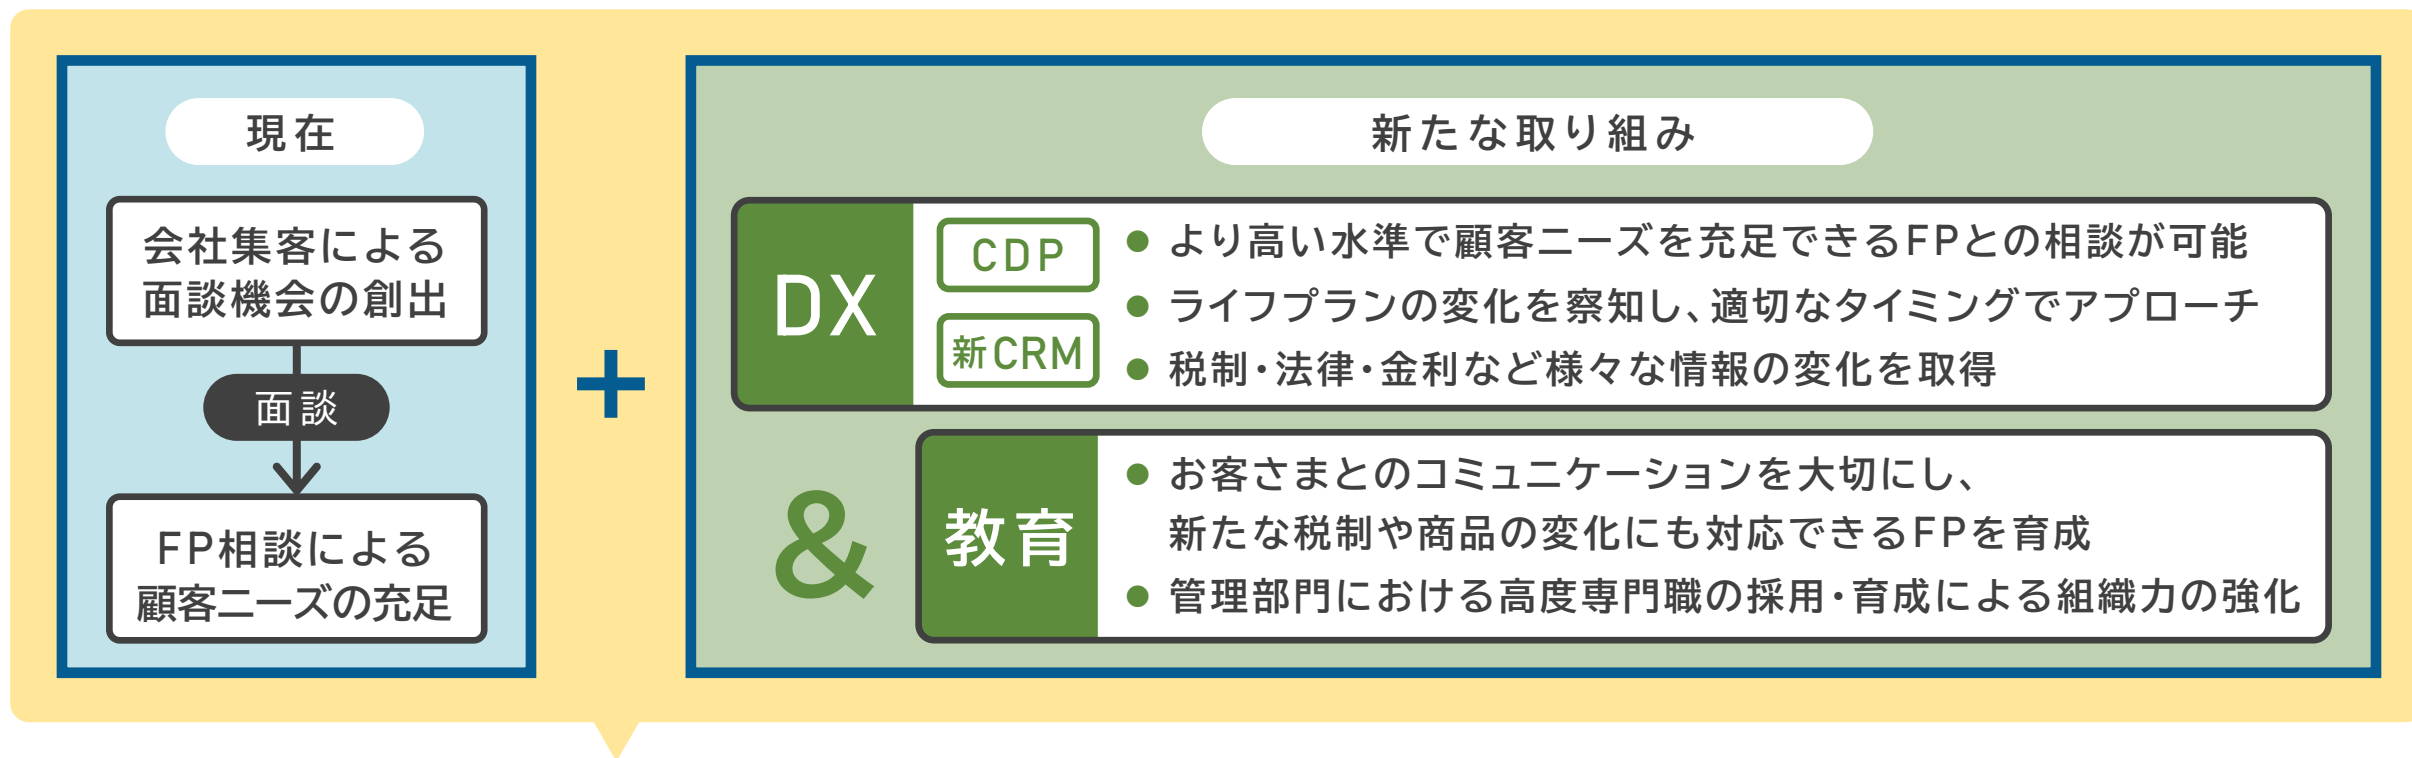 現在
会社集客による
面談機会の創出
面談
FP相談による
顧客ニーズの充足
+
新たな取り組み
DX
CDP
新CRM
● より高い水準で顧客ニーズを充足できるFPとの相談が可能
● ライフプランの変化を察知し、適切なタイミングでアプローチ
● 税制・法律・金利など様々な情報の変化を取得
&
教育
● お客さまとのコミュニケーションを大切にし、
新たな税制や商品の変化にも対応できるFPを育成
● 管理部門における高度専門職の採用・育成による組織力の強化